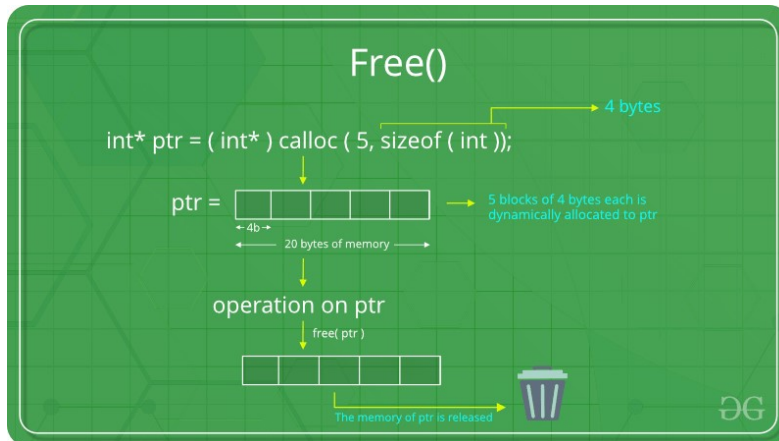 Free()
4 bytes
int* ptr = ( int* ) calloc ( 5, sizeof ( int ));
ptr =
5 blocks of 4 bytes each is
dynamically allocated to ptr
4b
20 bytes of memory
operation on ptr
free( ptr )
The memory of ptr is released